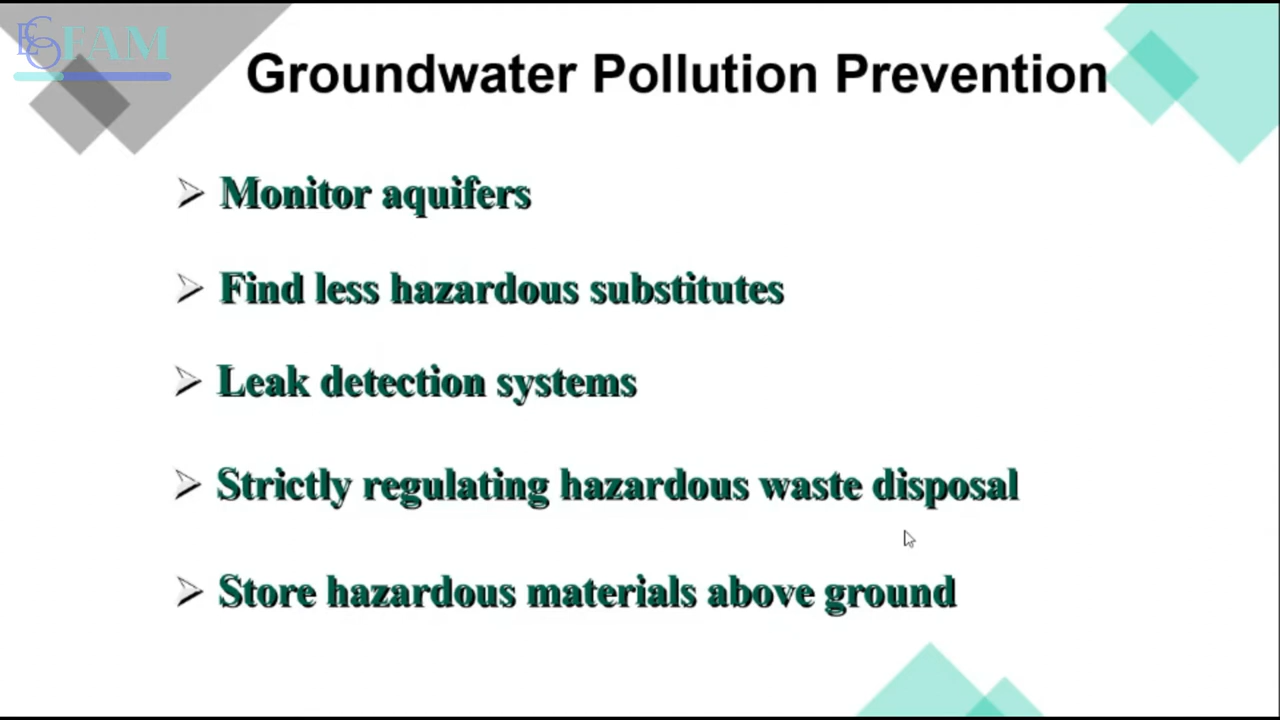 ECOFAM
Groundwater Pollution Prevention
Monitor aquifers
Find less hazardous substitutes
Leak detection systems
Strictly regulating hazardous waste disposal
Store hazardous materials above ground